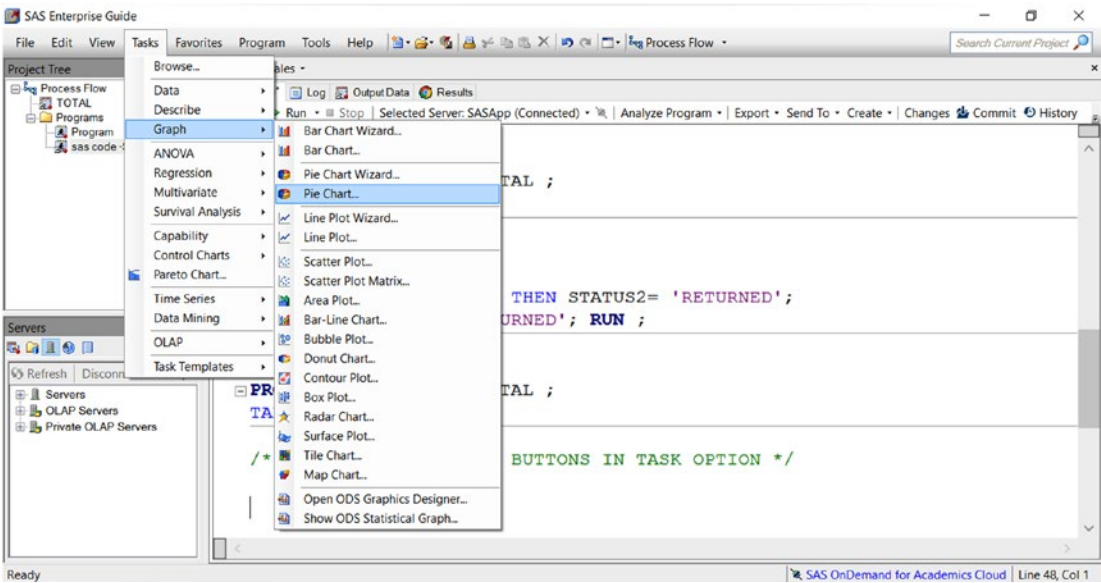 SAS Enterprise Guide
File Edit View Tasks Favorites Program Tools Help Process Flow
Search Current Project
Project Tree
Process Flow
TOTAL
Programs
Program
sas code
Browse...
Data
Describe
Graph
ANOVA
Regression
Multivariate
Survival Analysis
Capability
Control Charts
Pareto Chart...
Time Series
Data Mining
OLAP
Task Templates
Bar Chart Wizard...
Bar Chart...
Pie Chart Wizard...
Pie Chart...
Line Plot Wizard...
Line Plot...
Scatter Plot...
Scatter Plot Matrix...
Area Plot...
Bar-Line Chart...
Bubble Plot...
Donut Chart...
Contour Plot...
Box Plot...
Radar Chart...
Surface Plot...
Tile Chart...
Map Chart...
Open ODS Graphics Designer...
Show ODS Statistical Graph...
ales
Log Output Data Results
Run Stop Selected Server: SASApp (Connected) Analyze Program Export Send To Create Changes Commit History
TAL ;
THEN STATUS2= 'RETURNED';
URNED'; RUN ;
PR TAL ;
TA
/* BUTTONS IN TASK OPTION */
Servers
Refresh Disconn
Servers
OLAP Servers
Private OLAP Servers
Ready
SAS OnDemand for Academics Cloud Line 48, Col 1